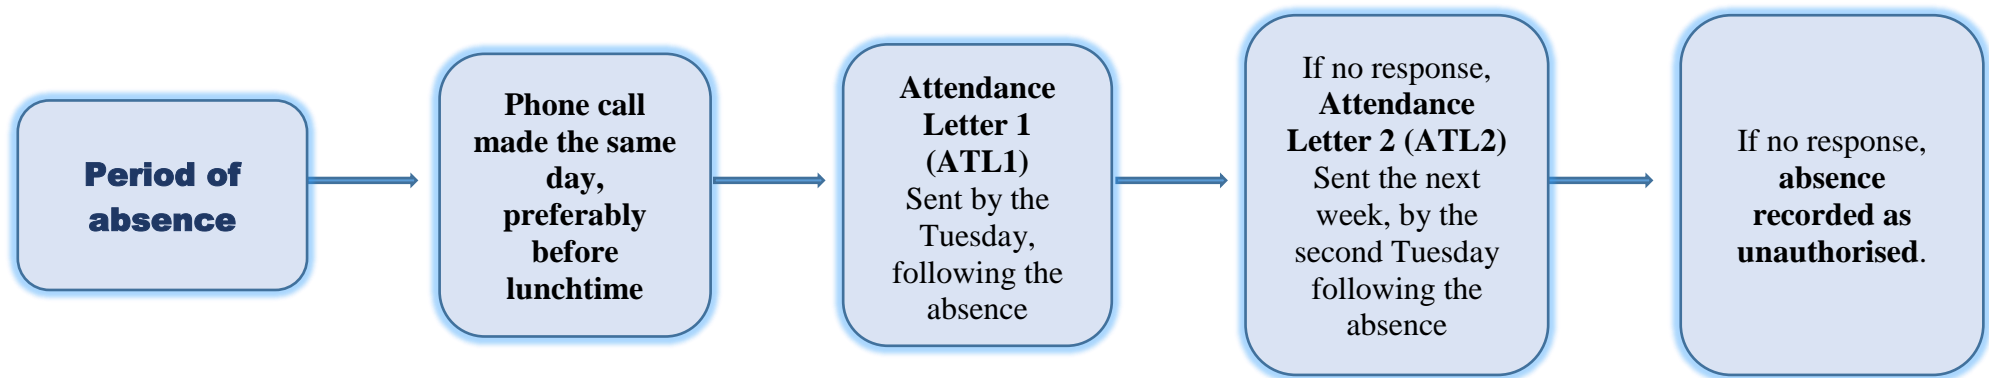 Period of
absence
Phone call
made the same
day,
preferably
before
lunchtime
Attendance
Letter 1
(ATL1)
Sent by the
Tuesday,
following the
absence
If no response,
Attendance
Letter 2 (ATL2)
Sent the next
week, by the
second Tuesday
following the
absence
If no response,
absence
recorded as
unauthorised.